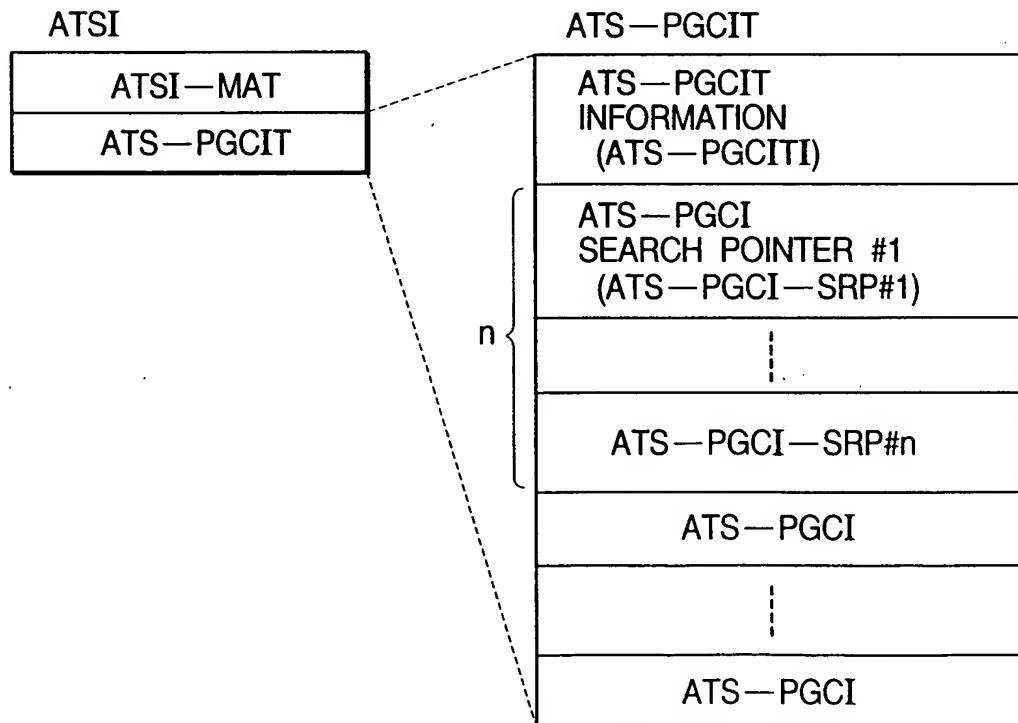 ATSI
ATSI—MAT
ATS—PGCIT
ATS—PGCIT
ATS—PGCIT
INFORMATION
(ATS—PGCITI)
n
ATS—PGCI
SEARCH POINTER #1
(ATS—PGCI—SRP#1)
ATS—PGCI—SRP#n
ATS—PGCI
ATS—PGCI